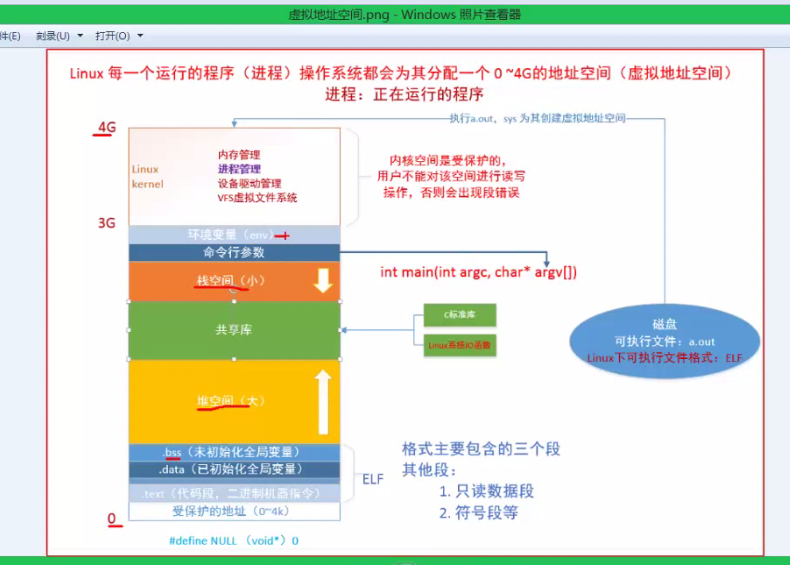 虚拟地址空间.png - Windows 照片查看器
件(E) 刻录(U) 打开(O)
Linux 每一个运行的程序（进程）操作系统都会为其分配一个 0 ~4G的地址空间（虚拟地址空间）
进程：正在运行的程序
执行a.out，sys 为其创建虚拟地址空间
4G
Linux
kernel
内存管理
进程管理
设备驱动管理
VFS虚拟文件系统
内核空间是受保护的,
用户不能对该空间进行读写
操作，否则会出现段错误
3G
环境变量（env）
命令行参数
int main(int argc, char* argv[])
栈空间（小）
共享库
C标准库
Linux系统IO函数
磁盘
可执行文件：a.out
Linux下可执行文件格式：ELF
堆空间（大）
.bss（未初始化全局变量）
.data（已初始化全局变量）
.text（代码段，二进制机器指令）
受保护的地址（0~4k）
ELF
格式主要包含的三个段
其他段：
1. 只读数据段
2. 符号段等
0
#define NULL （void*）0